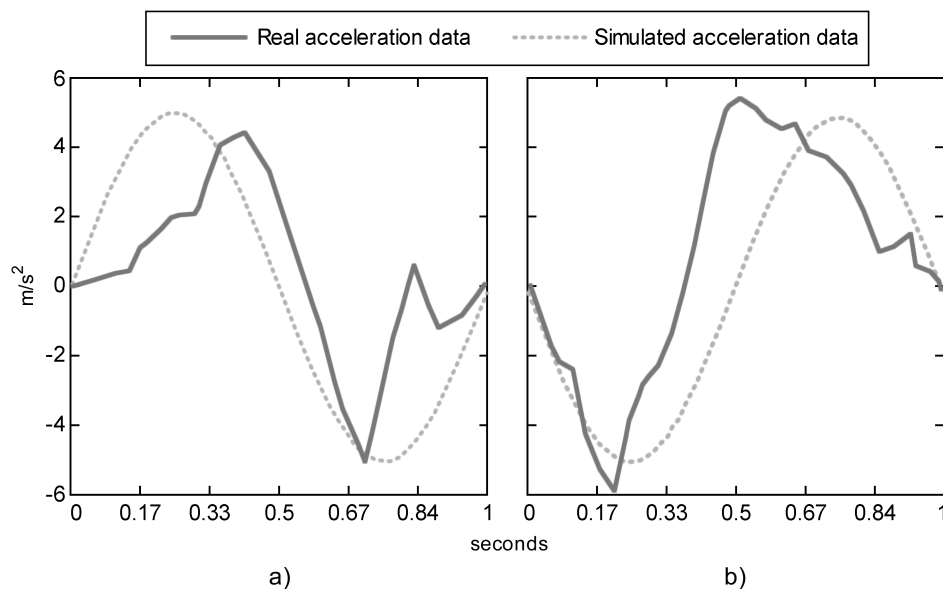 Real acceleration data Simulated acceleration data
6
4
2
0
-2
-4
-6
m/s²
0 0.17 0.33 0.5 0.67 0.84 1
0 0.17 0.33 0.5 0.67 0.84 1
seconds
a) b)